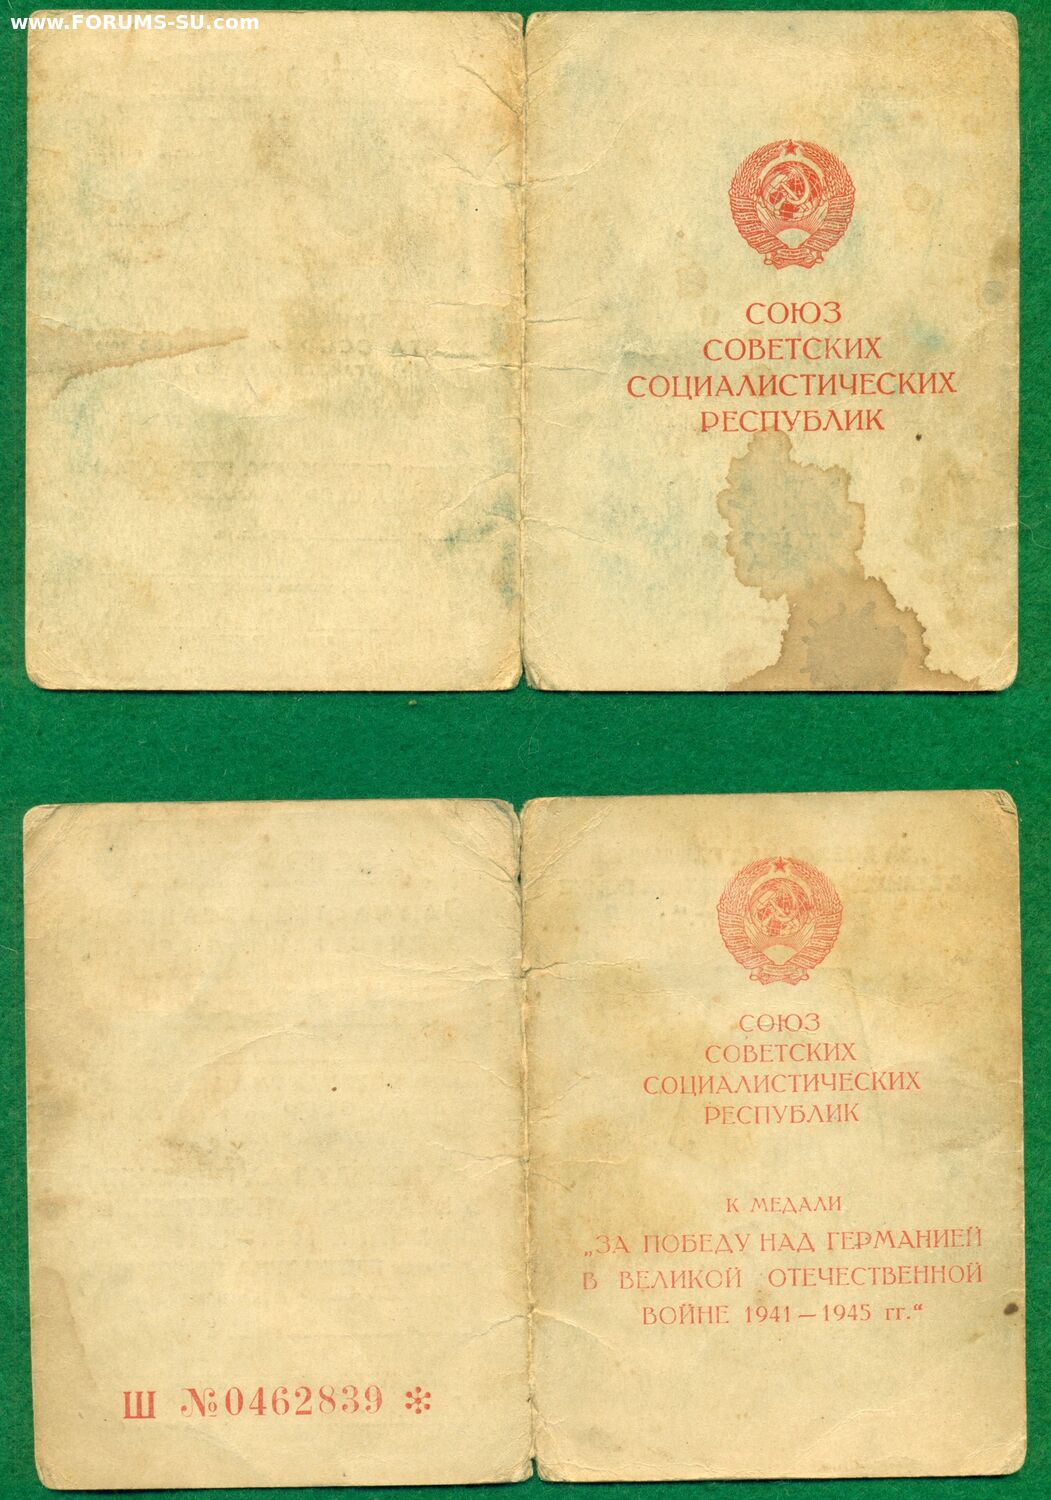 www.FORUMS-SU.com
СОЮЗ
СОВЕТСКИХ
СОЦИАЛИСТИЧЕСКИХ
РЕСПУБЛИК
СОЮЗ
СОВЕТСКИХ
СОЦИАЛИСТИЧЕСКИХ
РЕСПУБЛИК
К МЕДАЛИ
„ЗА ПОБЕДУ НАД ГЕРМАНИЕЙ
В ВЕЛИКОЙ ОТЕЧЕСТВЕННОЙ
ВОЙНЕ 1941 — 1945 гг.“
Ш №0462839 *